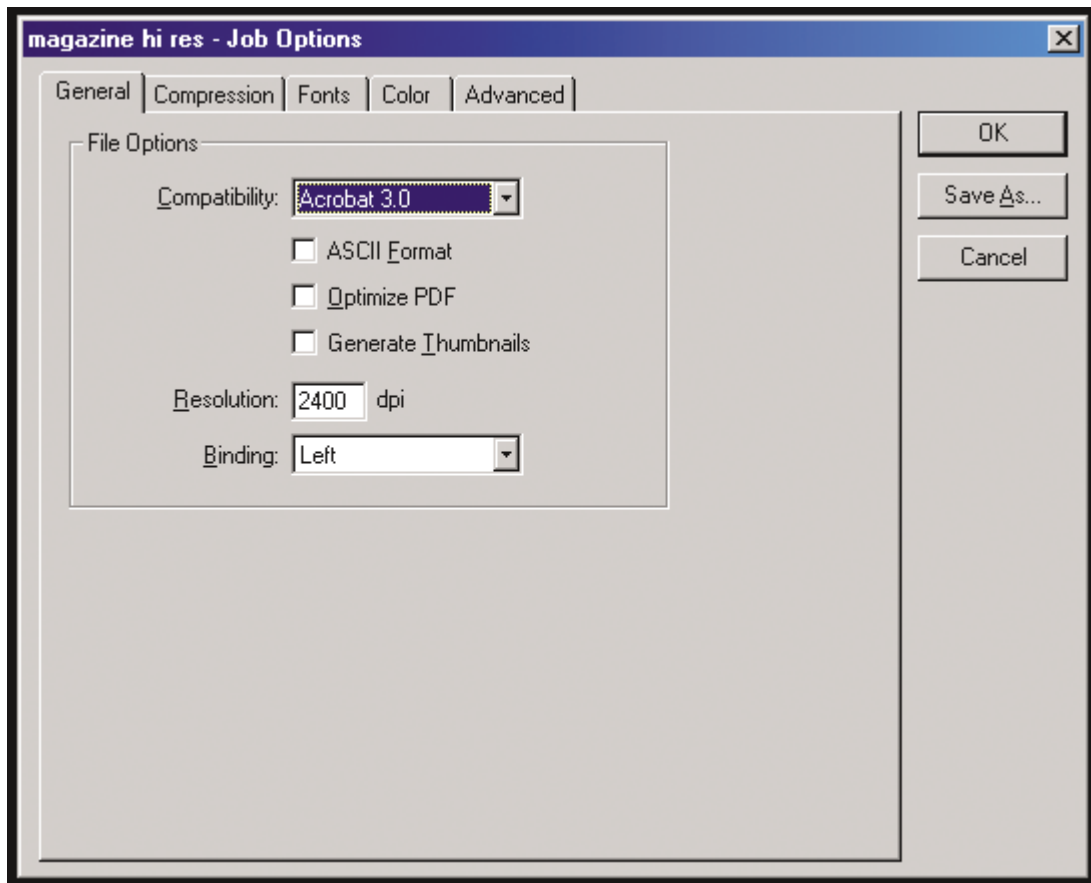 magazine hi res - Job Options
General Compression Fonts Color Advanced
File Options
Compatibility: Acrobat 3.0
ASCII Format
Optimize PDF
Generate Thumbnails
Resolution: 2400 dpi
Binding: Left
OK
Save As...
Cancel